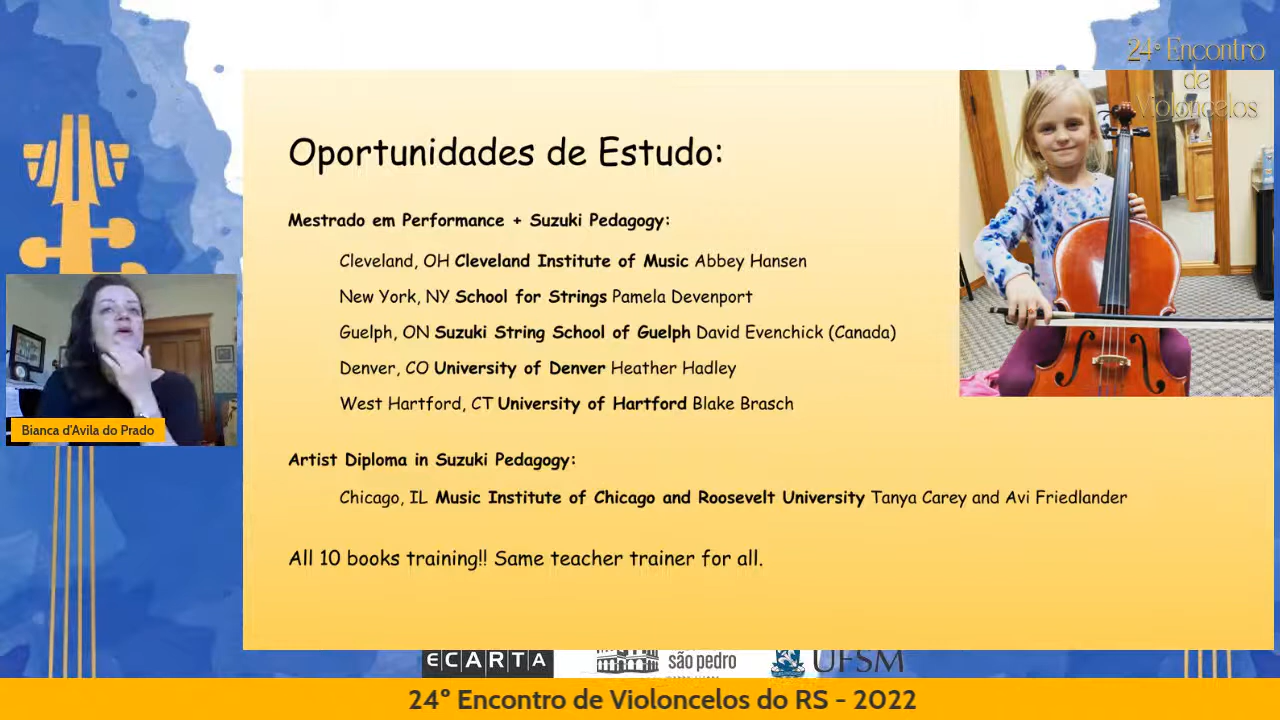 24º Encontro
de
Violoncelos
Oportunidades de Estudo:
Mestrado em Performance + Suzuki Pedagogy:
Cleveland, OH Cleveland Institute of Music Abbey Hansen
New York, NY School for Strings Pamela Devenport
Guelph, ON Suzuki String School of Guelph David Evenchick (Canada)
Denver, CO University of Denver Heather Hadley
West Hartford, CT University of Hartford Blake Brasch
Bianca d'Avila do Prado
Artist Diploma in Suzuki Pedagogy:
Chicago, IL Music Institute of Chicago and Roosevelt University Tanya Carey and Avi Friedlander
All 10 books training!! Same teacher trainer for all.
ECARTA
são pedro
UFSM
24º Encontro de Violoncelos do RS - 2022